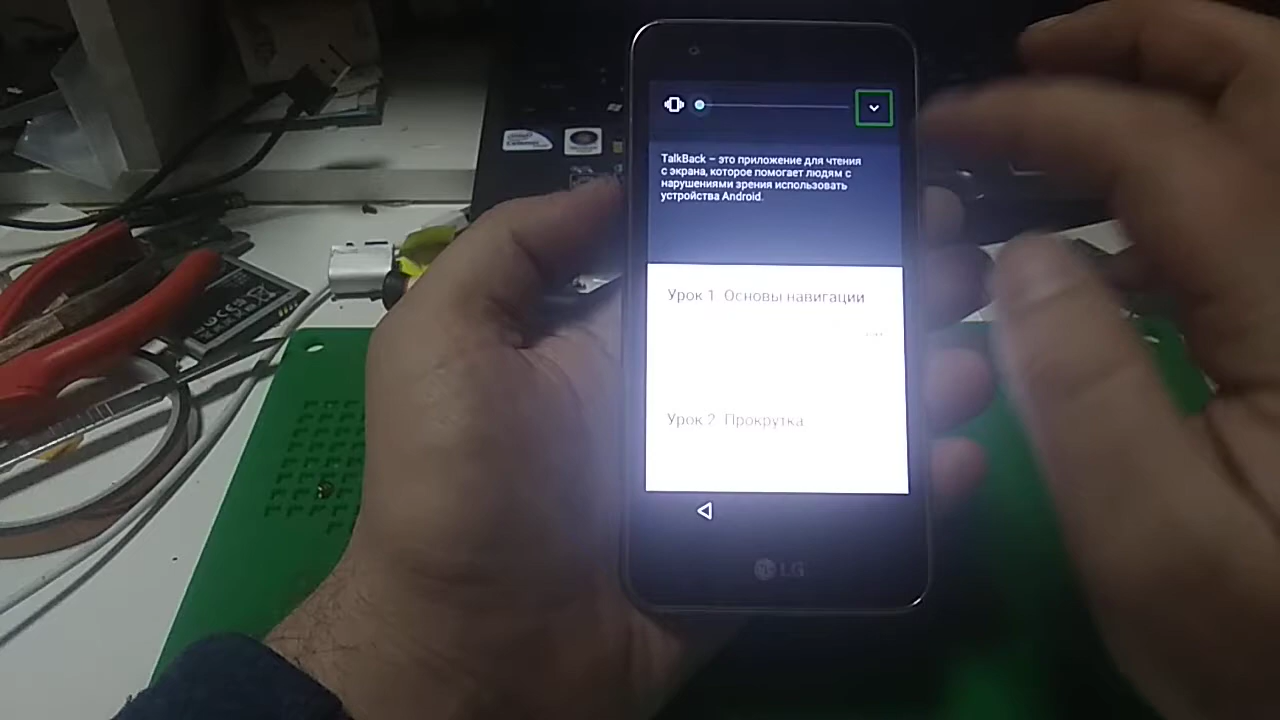 TalkBack – это приложение для чтения
с экрана, которое помогает людям с
нарушениями зрения использовать
устройства Android.
Урок 1 Основы навигации
Урок 2 Прокрутка
LG